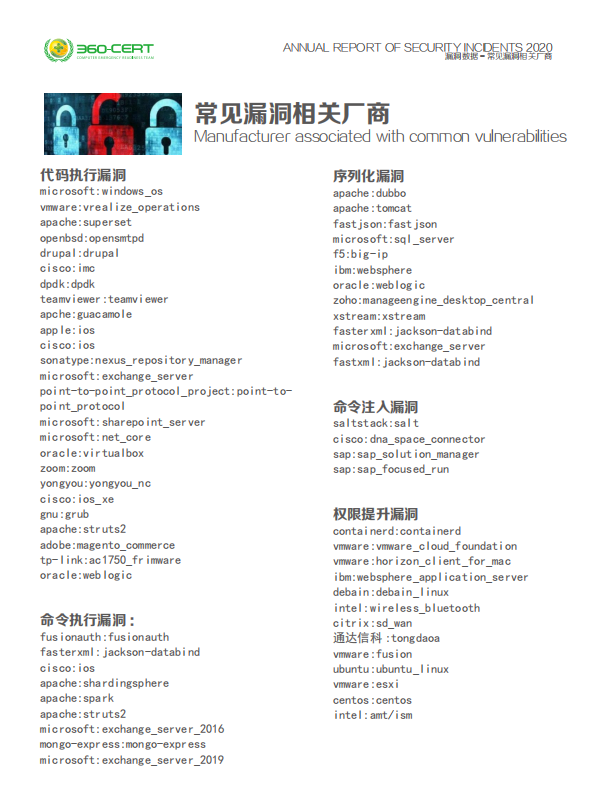 360-CERT
COMPUTER EMERGENCY READINESS TEAM
ANNUAL REPORT OF SECURITY INCIDENTS 2020
漏洞数据-常见漏洞相关厂商
常见漏洞相关厂商
Manufacturer associated with common vulnerabilities
代码执行漏洞
microsoft:windows_os
vmware:vrealize_operations
apache:superset
openbsd:opensmtpd
drupal:drupal
cisco:imc
dpdk:dpdk
teamviewer:teamviewer
apche:guacamole
apple:ios
cisco:ios
sonatype:nexus_repository_manager
microsoft:exchange_server
point-to-point_protocol_project:point-to-
point_protocol
microsoft:sharepoint_server
microsoft:net_core
oracle:virtualbox
zoom:zoom
yongyou:yongyou_nc
cisco:ios_xe
gnu:grub
apache:struts2
adobe:magento_commerce
tp-link:ac1750_frimware
oracle:weblogic
命令执行漏洞:
fusionauth:fusionauth
fasterxml:jackson-databind
cisco:ios
apache:shardingsphere
apache:spark
apache:struts2
microsoft:exchange_server_2016
mongo-express:mongo-express
microsoft:exchange_server_2019
序列化漏洞
apache:dubbo
apache:tomcat
fastjson:fastjson
microsoft:sql_server
f5:big-ip
ibm:websphere
oracle:weblogic
zoho:manageengine_desktop_central
xstream:xstream
fasterxml:jackson-databind
microsoft:exchange_server
fastxml:jackson-databind
命令注入漏洞
saltstack:salt
cisco:dna_space_connector
sap:sap_solution_manager
sap:sap_focused_run
权限提升漏洞
containerd:containerd
vmware:vmware_cloud_foundation
vmware:horizon_client_for_mac
ibm:websphere_application_server
debain:debain_linux
intel:wireless_bluetooth
citrix:sd_wan
通达信科:tongdaoa
vmware:fusion
ubuntu:ubuntu_linux
vmware:esxi
centos:centos
intel:amt/ism